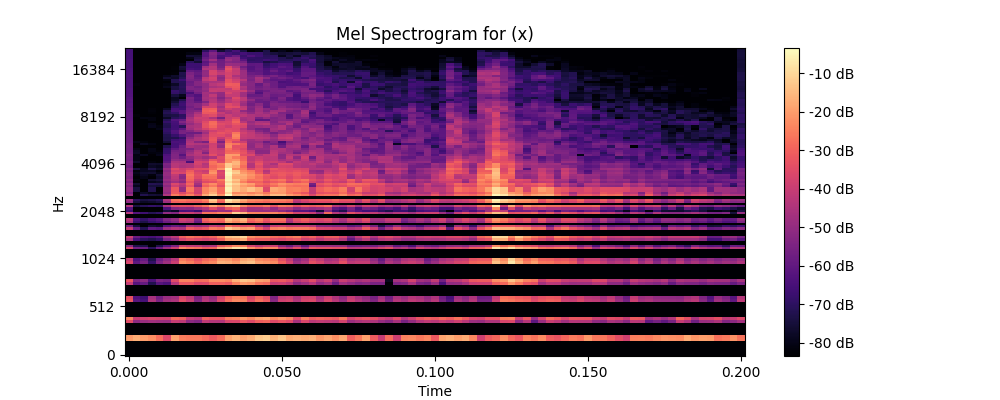 Mel Spectrogram for (x)
Hz
16384
8192
4096
2048
1024
512
0
0.000
0.050
0.100
0.150
0.200
Time
-10 dB
-20 dB
-30 dB
-40 dB
-50 dB
-60 dB
-70 dB
-80 dB